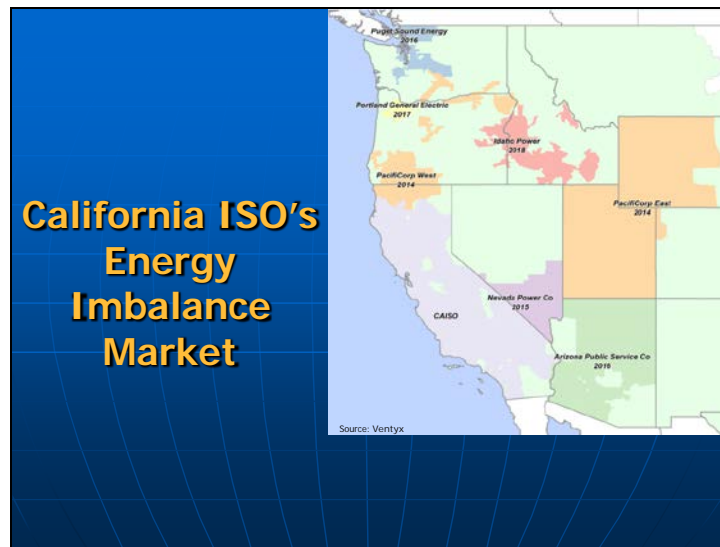 California ISO's
Energy
Imbalance
Market
Puget Sound Energy
2016
Portland General Electric
2017
Idaho Power
2018
PacifiCorp West
2014
PacifiCorp East
2014
Nevada Power Co
2015
CAISO
Arizona Public Service Co
2016
Source: Ventyx